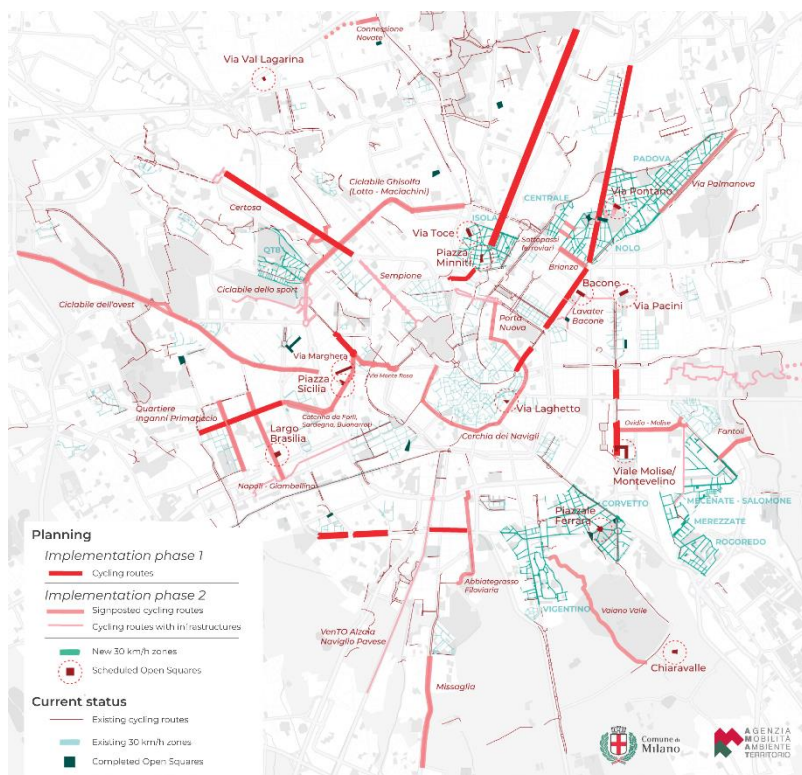 Connessione
Novate
Via Val Lagarina
PADOVA
Ciclabile Ghisolfa
(Lotto - Maciachini)
Via Pontano
Via Palmanova
CENTRALE
Certosa
ISOLA
Via Toce
NOLO
Sottopassi
ferroviari
Piazza
Minniti
QT8
Brianza
Sempione
Ciclabile dello sport
Bacone
Ciclabile dell'ovest
Via Pacini
Porta
Nuova
Lavater
Bacone
Via Marghera
Via Monte Rosa
Piazza
Sicilia
Quartiere
Inganni Primaticcio
Via Laghetto
Largo
Brasilia
Catonna da Forlì,
Sardegna, Buonarroti
Cerchia dei Navigli
Ovidio - Molise
Fantoli
Viale Molise/
Montevelino
Napoli - Giambellino
CORVETTO
MECENATE - SALOMONE
Piazzale
Ferrara
MEREZZATE
ROGOREDO
Abbiategrasso
Filoviaria
VIGENTINO
Vaiano Valle
VenTO Alzaia
Naviglio Pavese
Chiaravalle
Missaglia
Planning
Implementation phase 1
Cycling routes
Implementation phase 2
Signposted cycling routes
Cycling routes with infrastructures
New 30 km/h zones
Scheduled Open Squares
Current status
Existing cycling routes
Existing 30 km/h zones
Completed Open Squares
Comune di
Milano
AGENZIA
MOBILITÀ
AMBIENTE
TERRITORIO